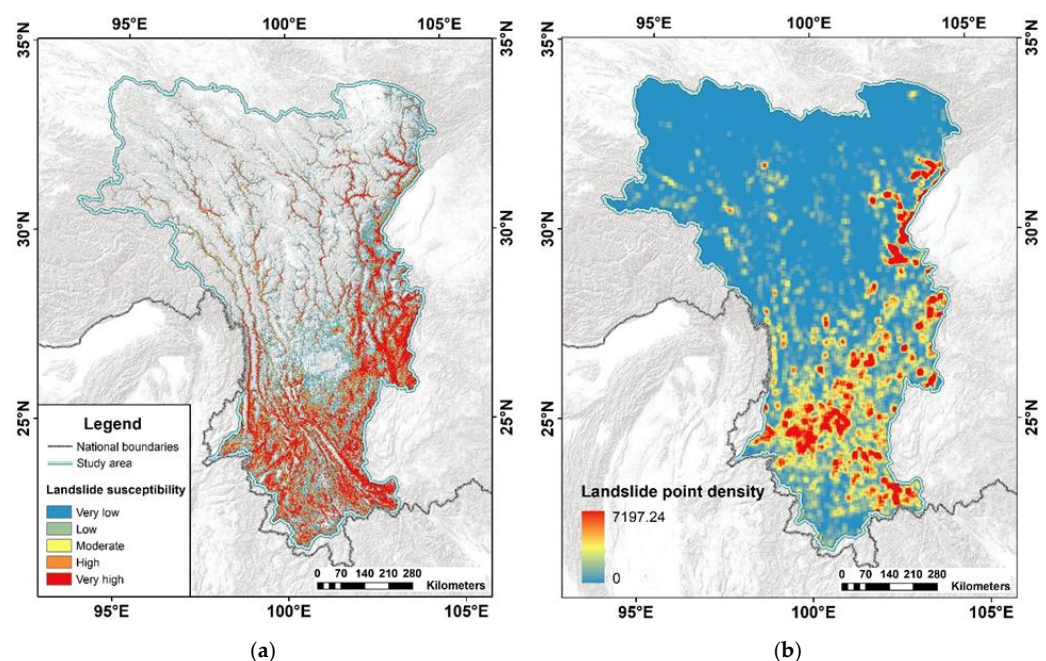 95°E 100°E 105°E
95°E 100°E 105°E
35°N 35°N
35°N 35°N
30°N 30°N
30°N 30°N
25°N 25°N
25°N 25°N
Legend
National boundaries
Study area
Landslide susceptibility
Very low
Low
Moderate
High
Very high
0 70 140 210 280
Kilometers
Landslide point density
7197.24
0
0 70 140 210 280
Kilometers
95°E 100°E 105°E
95°E 100°E 105°E
(a) (b)